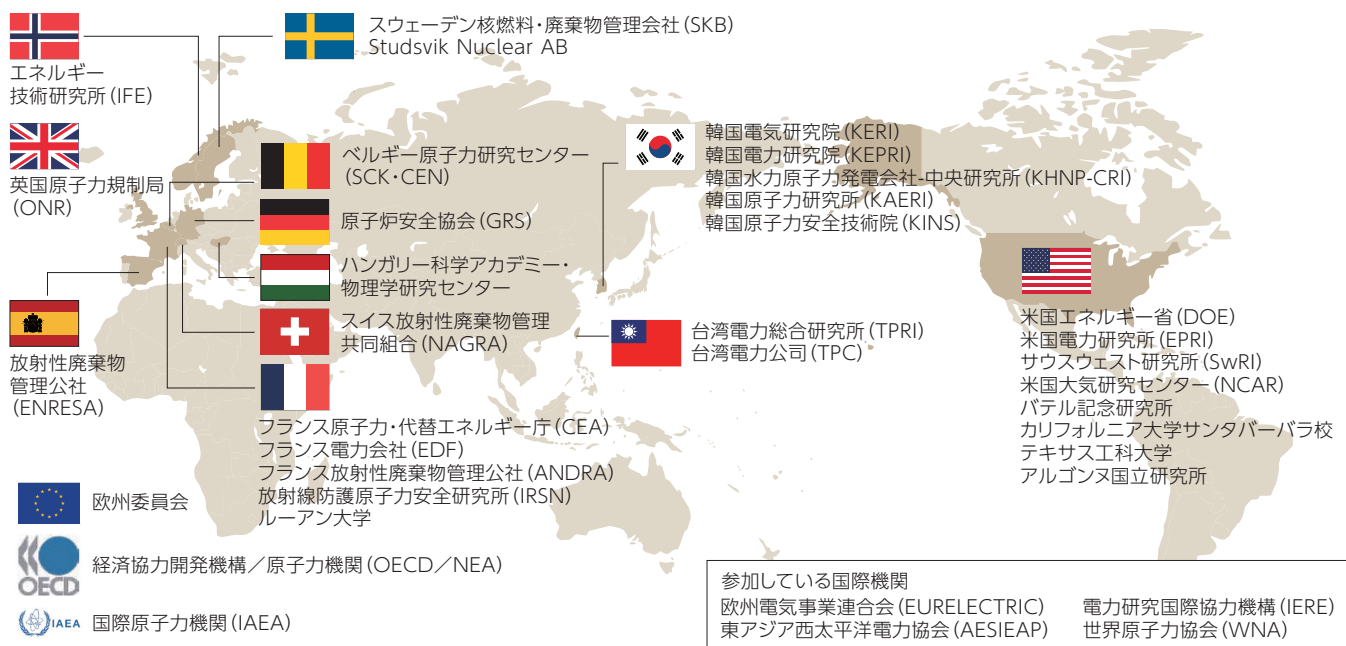 スウェーデン核燃料・廃棄物管理会社(SKB)
Studsvik Nuclear AB
エネルギー
技術研究所(IFE)
英国原子力規制局
(ONR)
ベルギー原子力研究センター
(SCK・CEN)
原子炉安全協会(GRS)
ハンガリー科学アカデミー・
物理学研究センター
放射性廃棄物
管理公社
(ENRESA)
スイス放射性廃棄物管理
共同組合(NAGRA)
フランス原子力・代替エネルギー庁(CEA)
フランス電力会社(EDF)
フランス放射性廃棄物管理公社(ANDRA)
放射線防護原子力安全研究所(IRSN)
ルーアン大学
韓国電気研究院(KERI)
韓国電力研究院(KEPRI)
韓国水力原子力発電会社-中央研究所(KHNP-CRI)
韓国原子力研究所(KAERI)
韓国原子力安全技術院(KINS)
台湾電力総合研究所(TPRI)
台湾電力公司(TPC)
米国エネルギー省(DOE)
米国電力研究所(EPRI)
サウスウェスト研究所(SwRI)
米国大気研究センター(NCAR)
バテル記念研究所
カリフォルニア大学サンタバーバラ校
テキサス工科大学
アルゴンヌ国立研究所
欧州委員会
OECD
経済協力開発機構／原子力機関(OECD／NEA)
IAEA
国際原子力機関(IAEA)
参加している国際機関
欧州電気事業連合会(EURELECTRIC)
東アジア西太平洋電力協会(AESIEAP)
電力研究国際協力機構(IERE)
世界原子力協会(WNA)